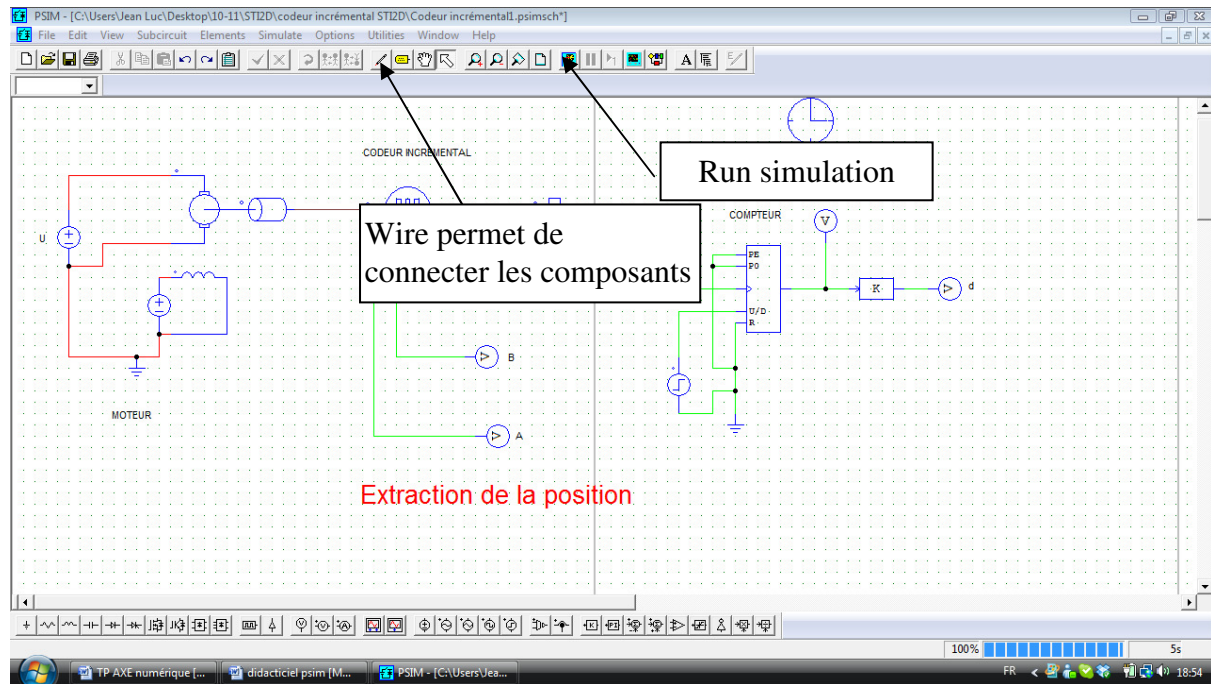 PSIM - [C:\Users\Jean Luc\Desktop\10-11\STI2D\codeur incrémental STI2D\Codeur incrémental1.psimsch*]
File Edit View Subcircuit Elements Simulate Options Utilities Window Help
CODEUR INCREMENTAL
Run simulation
Wire permet de
connecter les composants
COMPTEUR
V
U
PE
P0
K
d
U/D
R
B
MOTEUR
A
Extraction de la position
100%
5s
TP AXE numérique [...
didacticiel psim [M...
PSIM - [C:\Users\Jea...
FR
18:54